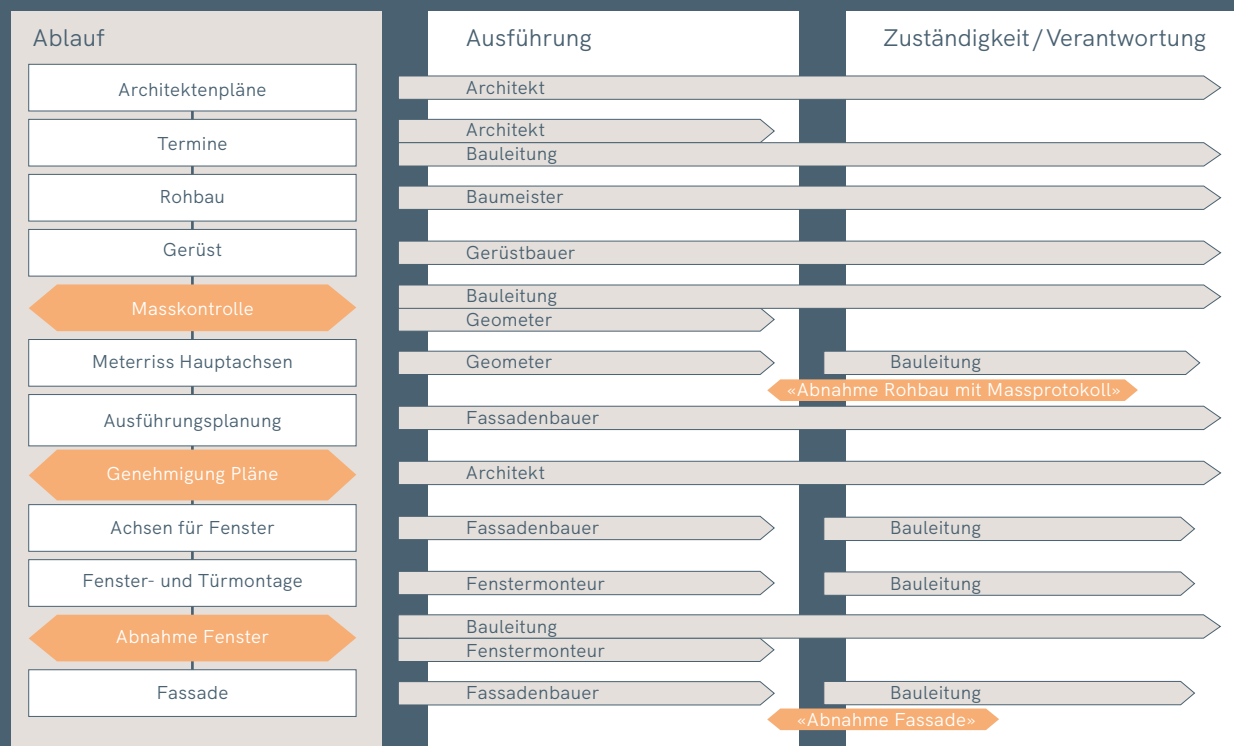 Ablauf
Ausführung
Zuständigkeit / Verantwortung
Architektenpläne
Architekt
Termine
Architekt
Bauleitung
Rohbau
Baumeister
Gerüst
Gerüstbauer
Masskontrolle
Bauleitung
Geometer
Meterriss Hauptachsen
Geometer
Bauleitung
«Abnahme Rohbau mit Massprotokoll»
Ausführungsplanung
Fassadenbauer
Genehmigung Pläne
Architekt
Achsen für Fenster
Fassadenbauer
Bauleitung
Fenster- und Türmontage
Fenstermonteur
Bauleitung
Abnahme Fenster
Bauleitung
Fenstermonteur
Fassade
Fassadenbauer
Bauleitung
«Abnahme Fassade»